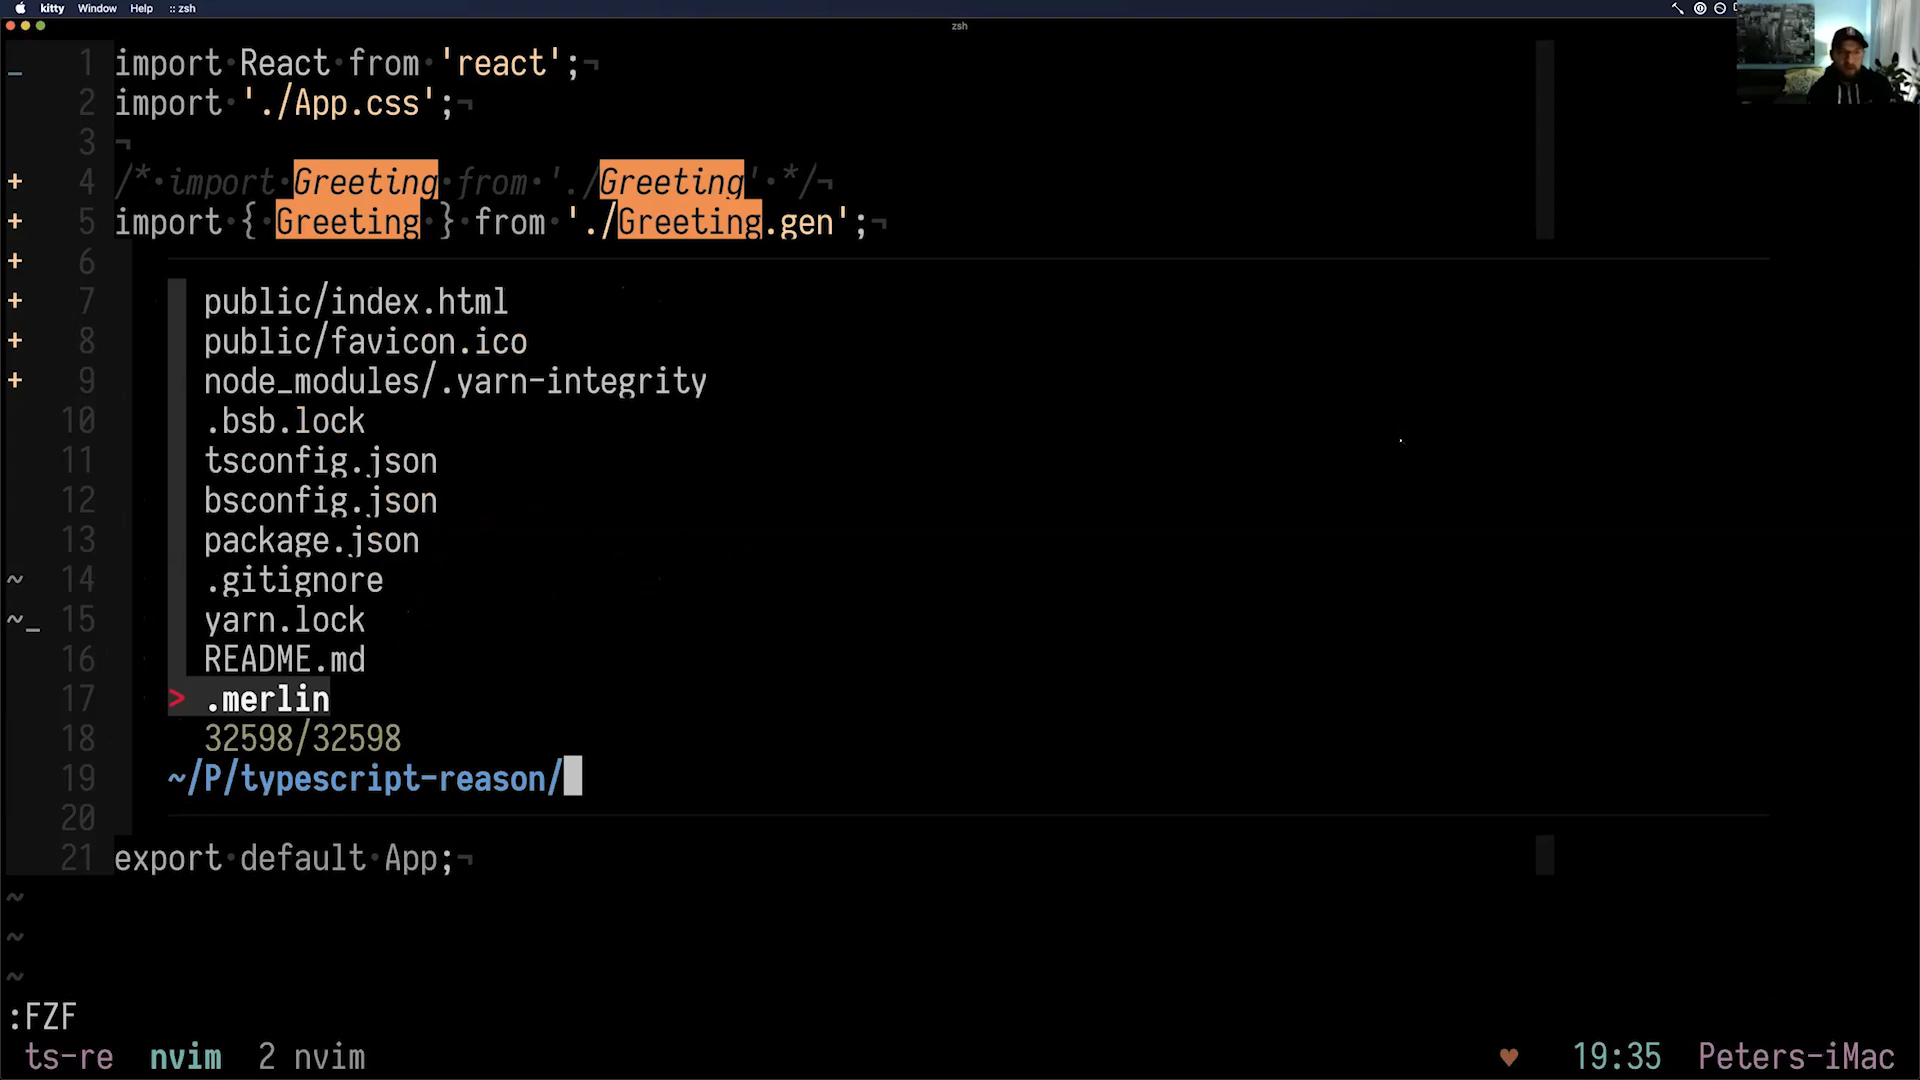 kitty Window Help :: zsh
zsh
1 import·React·from·'react';¬
2 import·'./App.css';¬
3 ¬
+ 4 /*·import·Greeting·from·'./Greeting'·*/¬
+ 5 import·{·Greeting·}·from·'./Greeting.gen';¬
+ 6
+ 7 public/index.html
+ 8 public/favicon.ico
+ 9 node_modules/.yarn-integrity
10 .bsb.lock
11 tsconfig.json
12 bsconfig.json
13 package.json
~ 14 .gitignore
~_ 15 yarn.lock
16 README.md
17 > .merlin
18 32598/32598
19 ~/P/typescript-reason/
20
21 export·default·App;¬
~
~
~
:FZF
ts-re nvim 2 nvim ♥ 19:35 Peters-iMac